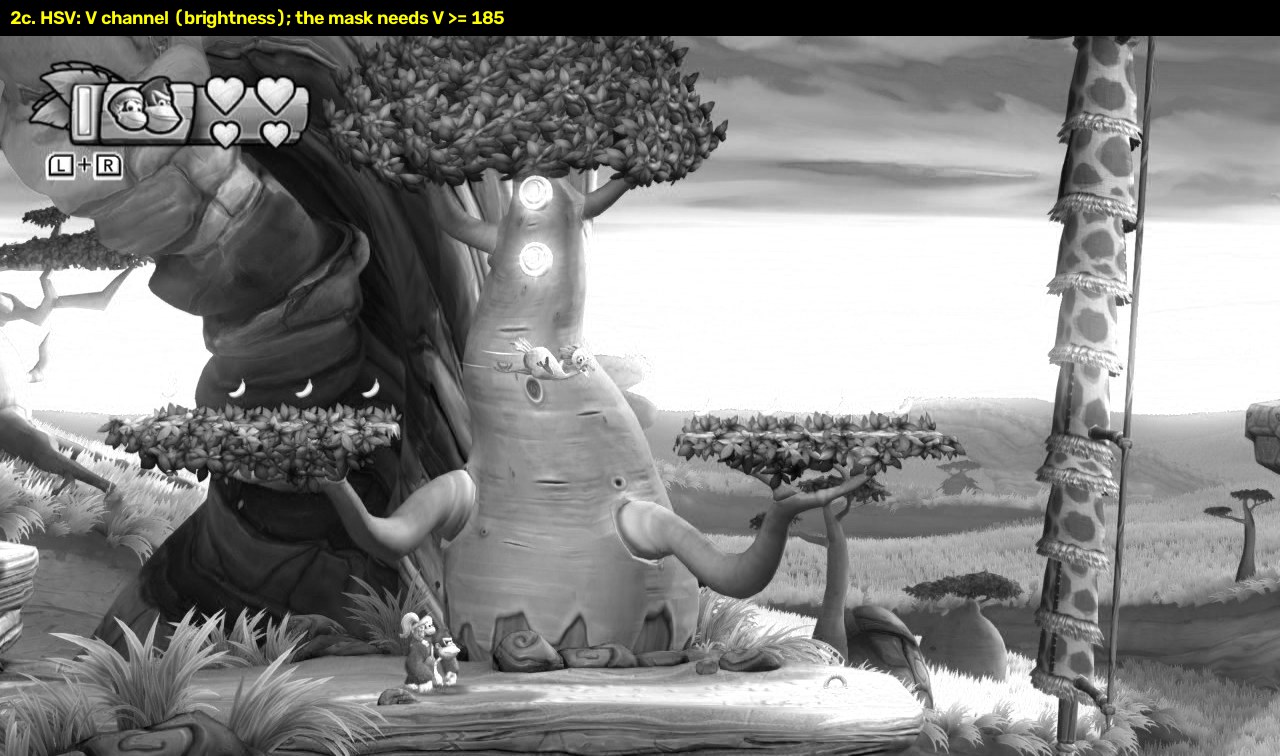 2c. HSV: V channel (brightness); the mask needs V >= 185
L + R